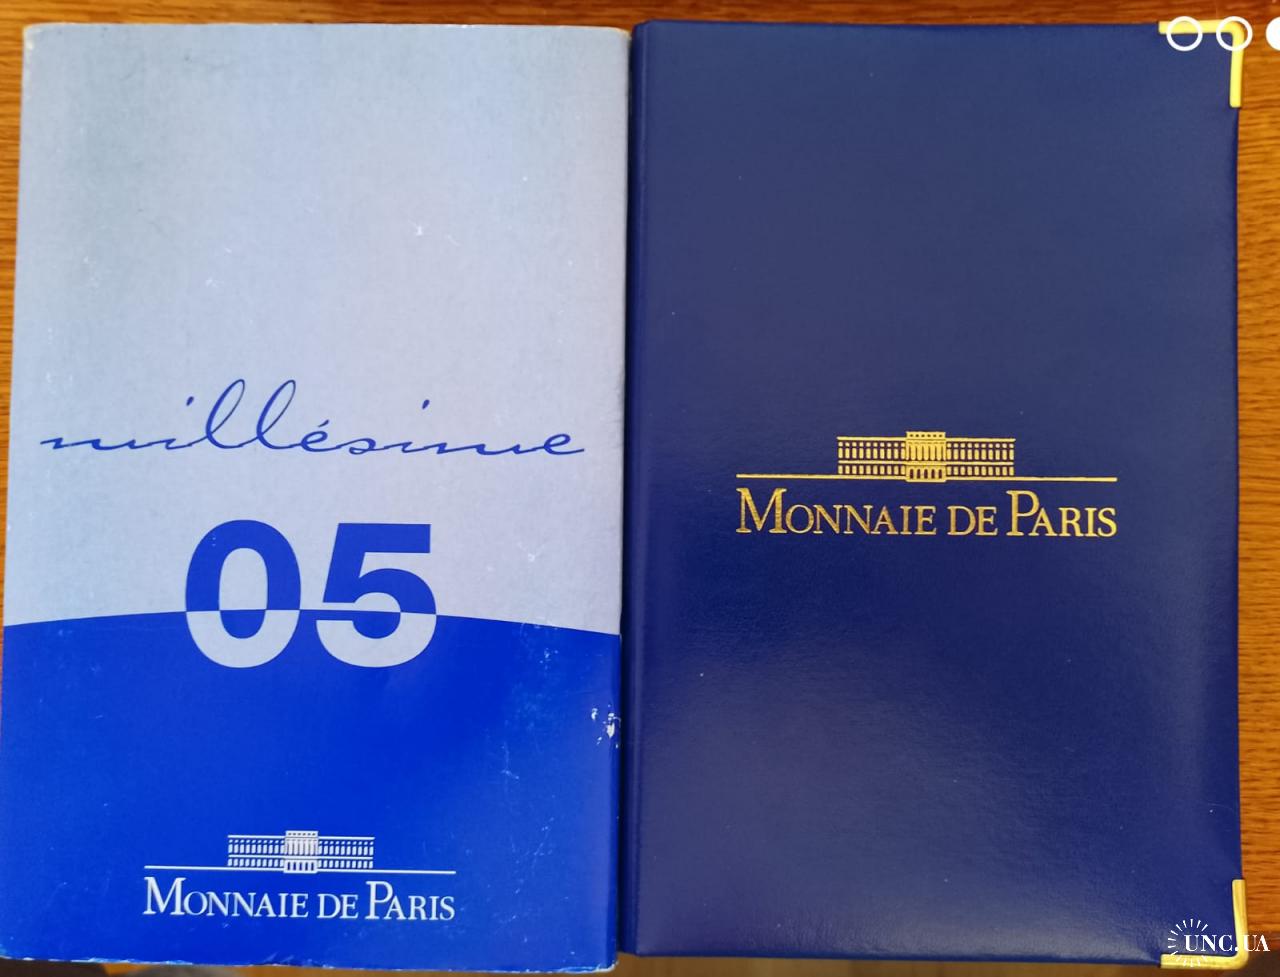 millésime
05
MONNAIE DE PARIS
MONNAIE DE PARIS
UNC.UA